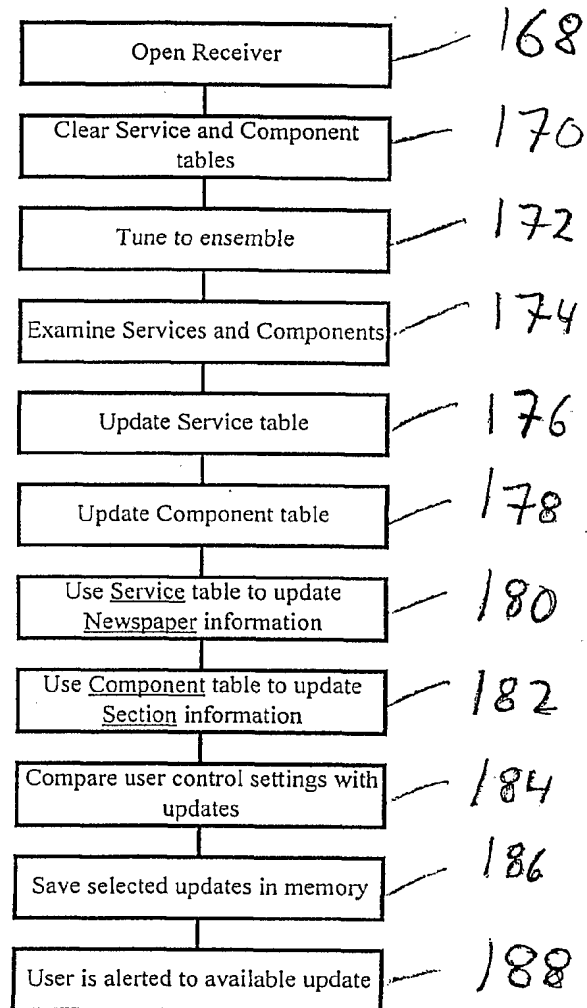 Open Receiver 168
Clear Service and Component 170
tables
Tune to ensemble 172
Examine Services and Components 174
Update Service table 176
Update Component table 178
Use Service table to update 180
Newspaper information
Use Component table to update 182
Section information
Compare user control settings with 184
updates
Save selected updates in memory 186
User is alerted to available update 188